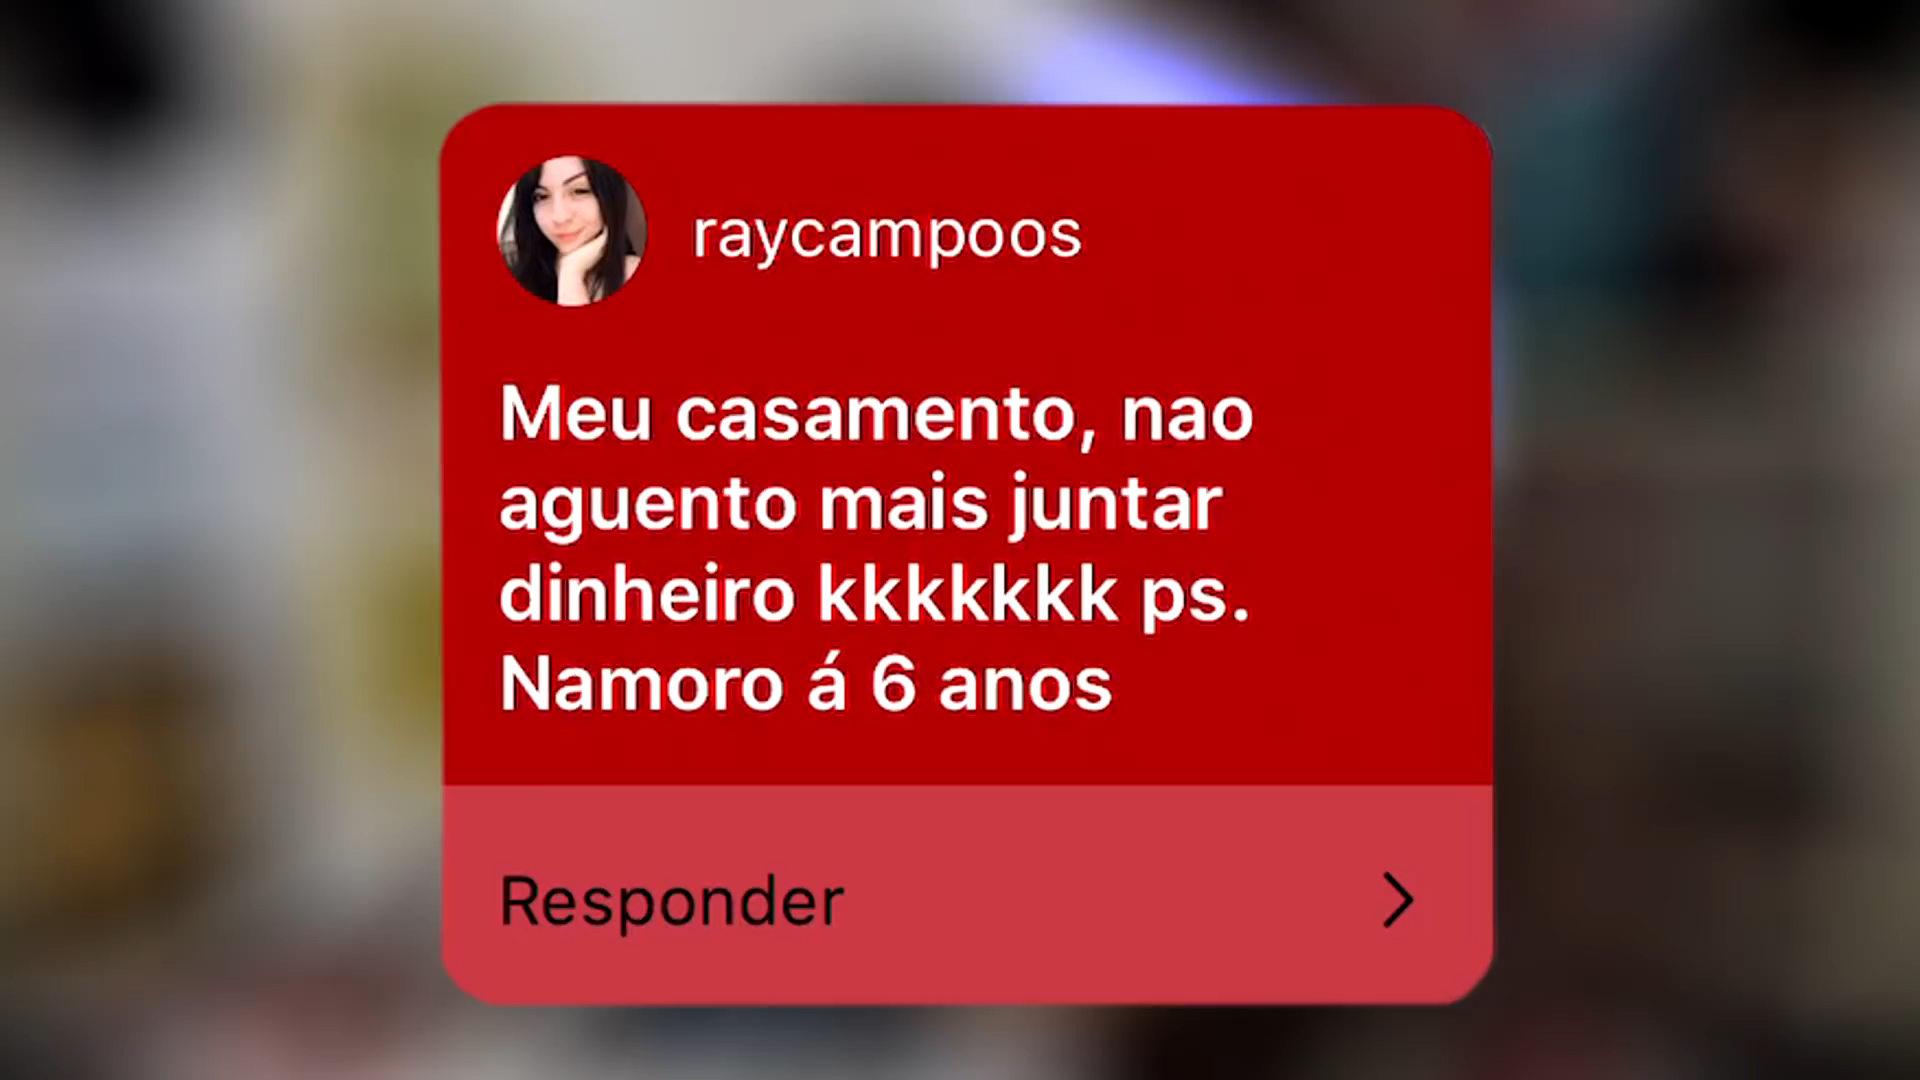 raycampoos
Meu casamento, nao
aguento mais juntar
dinheiro kkkkkkk ps.
Namoro á 6 anos
Responder